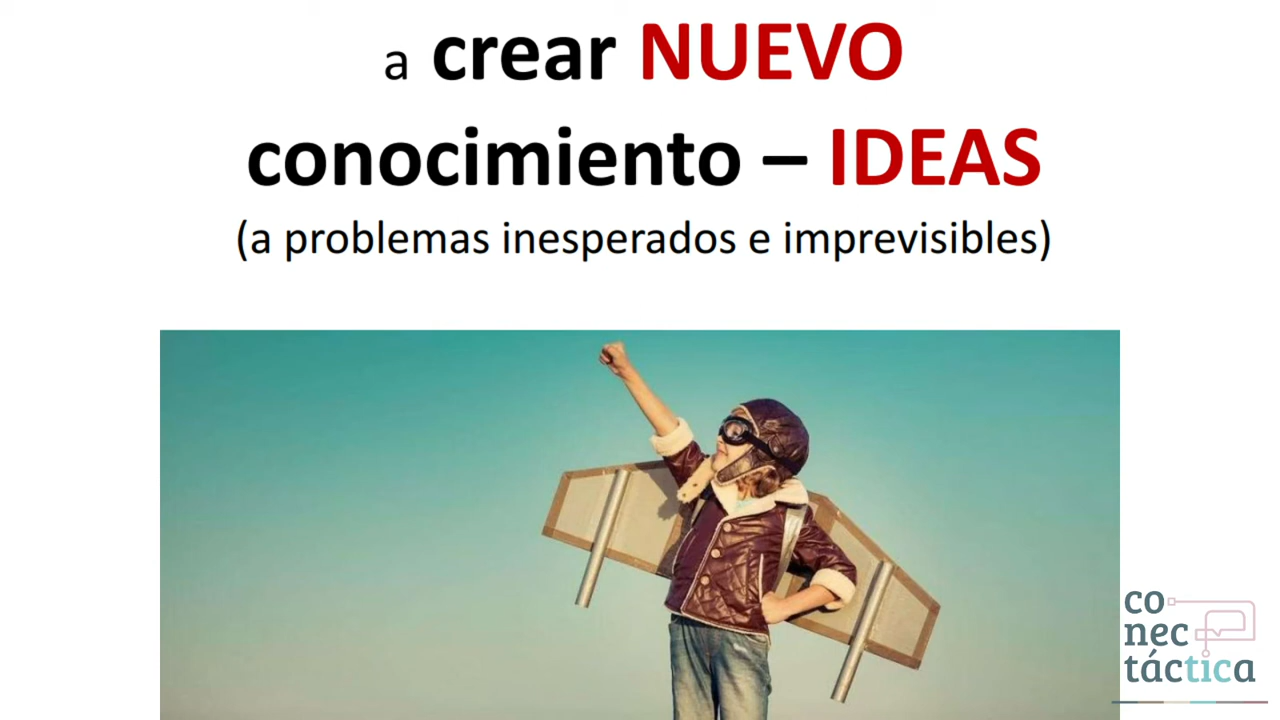 a crear NUEVO
conocimiento – IDEAS
(a problemas inesperados e imprevisibles)
co
nec
táctica